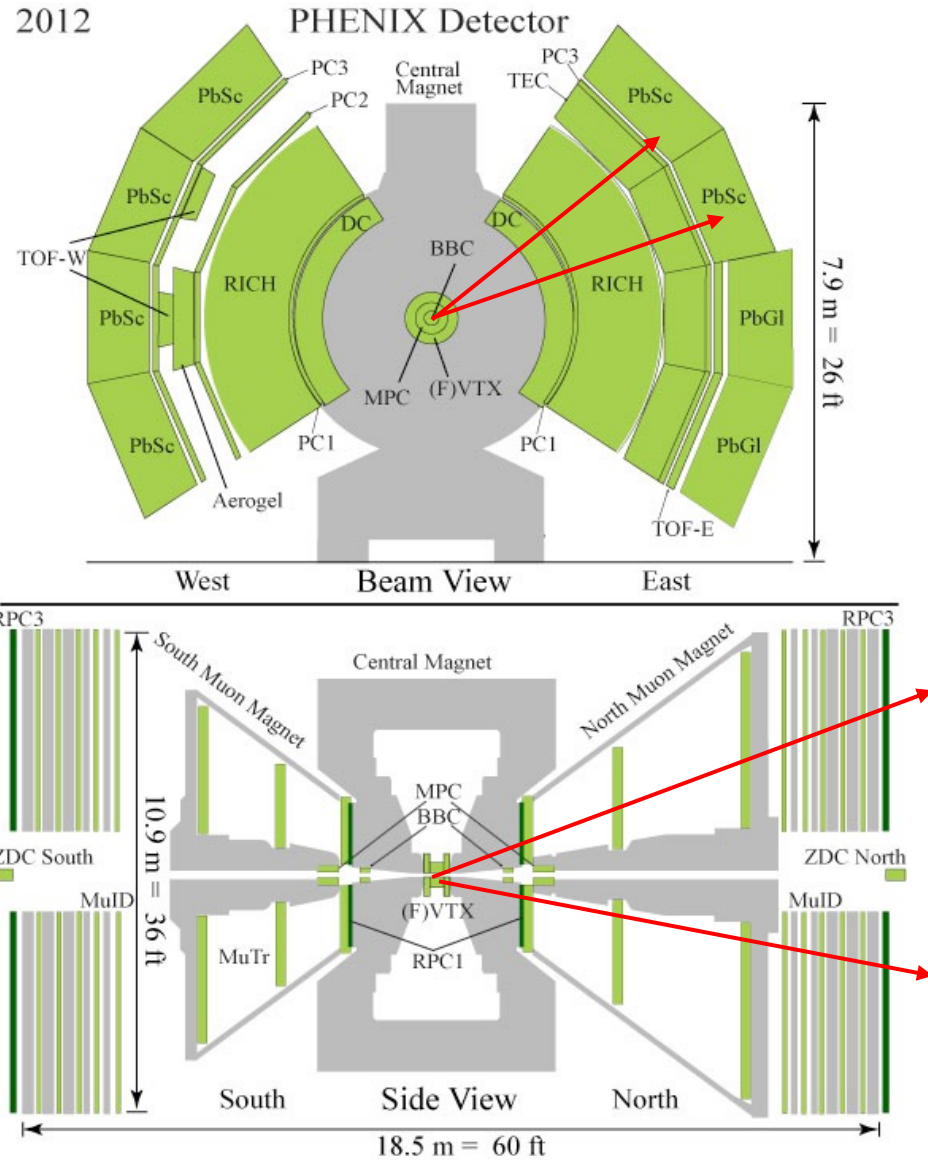 2012
PHENIX Detector
PC3
PC2
Central
Magnet
PC3
TEC
PbSc
PbSc
PbSc
PbSc
TOF-W
PbSc
PbSc
RICH
DC
BBC
DC
RICH
PbGl
MPC
(F)VTX
PC1
PC1
PbSc
PbGl
Aerogel
TOF-E
7.9 m = 26 ft
West
Beam View
East
RPC3
South Muon Magnet
Central Magnet
North Muon Magnet
RPC3
10.9 m = 36 ft
MPC
BBC
ZDC South
ZDC North
MuID
(F)VTX
MuID
MuTr
RPC1
South
Side View
North
18.5 m = 60 ft